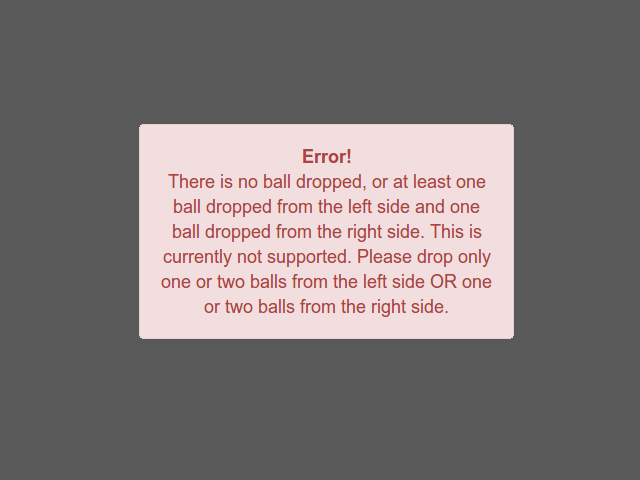 Error!
There is no ball dropped, or at least one
ball dropped from the left side and one
ball dropped from the right side. This is
currently not supported. Please drop only
one or two balls from the left side OR one
or two balls from the right side.